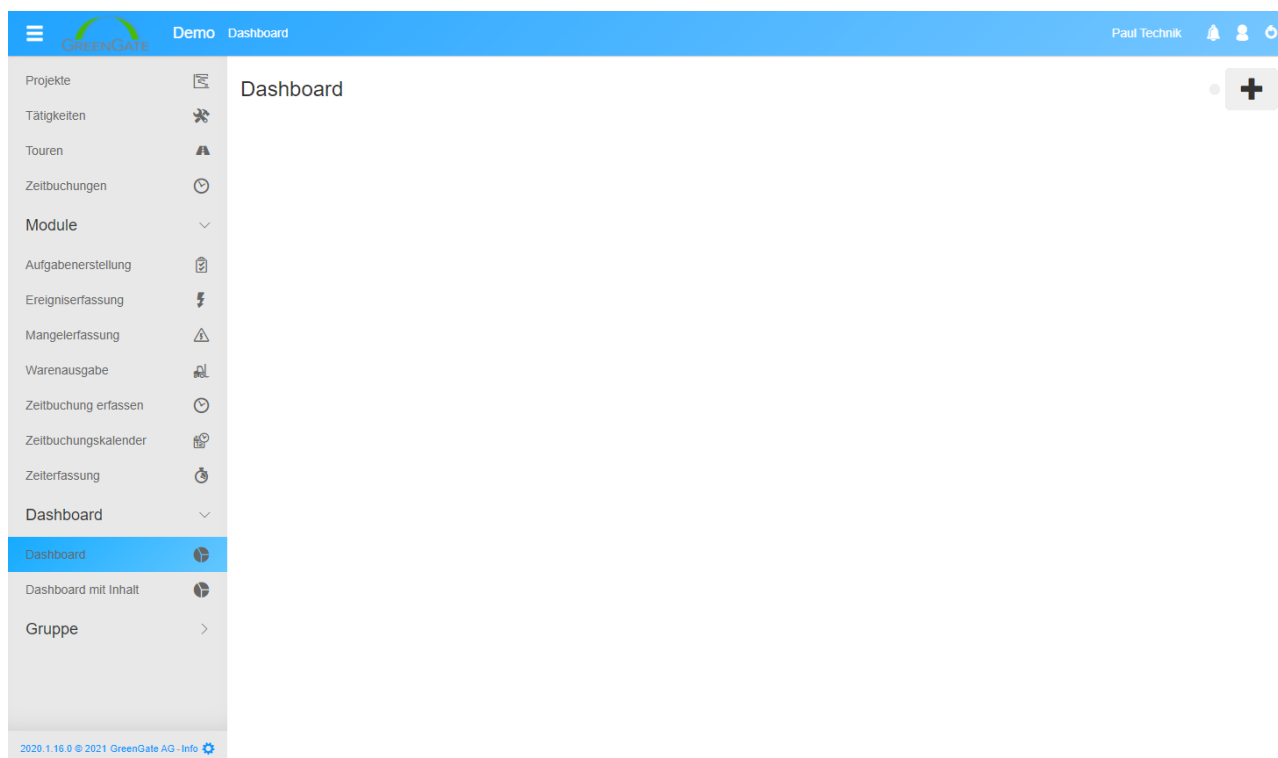 GREENGATE Demo Dashboard Paul Technik
Projekte
Dashboard
Tätigkeiten
Touren
Zeitbuchungen
Module
Aufgabenerstellung
Ereigniserfassung
Mangelerfassung
Warenausgabe
Zeitbuchung erfassen
Zeitbuchungskalender
Zeiterfassung
Dashboard
Dashboard
Dashboard mit Inhalt
Gruppe
2020.1.16.0 © 2021 GreenGate AG - Info